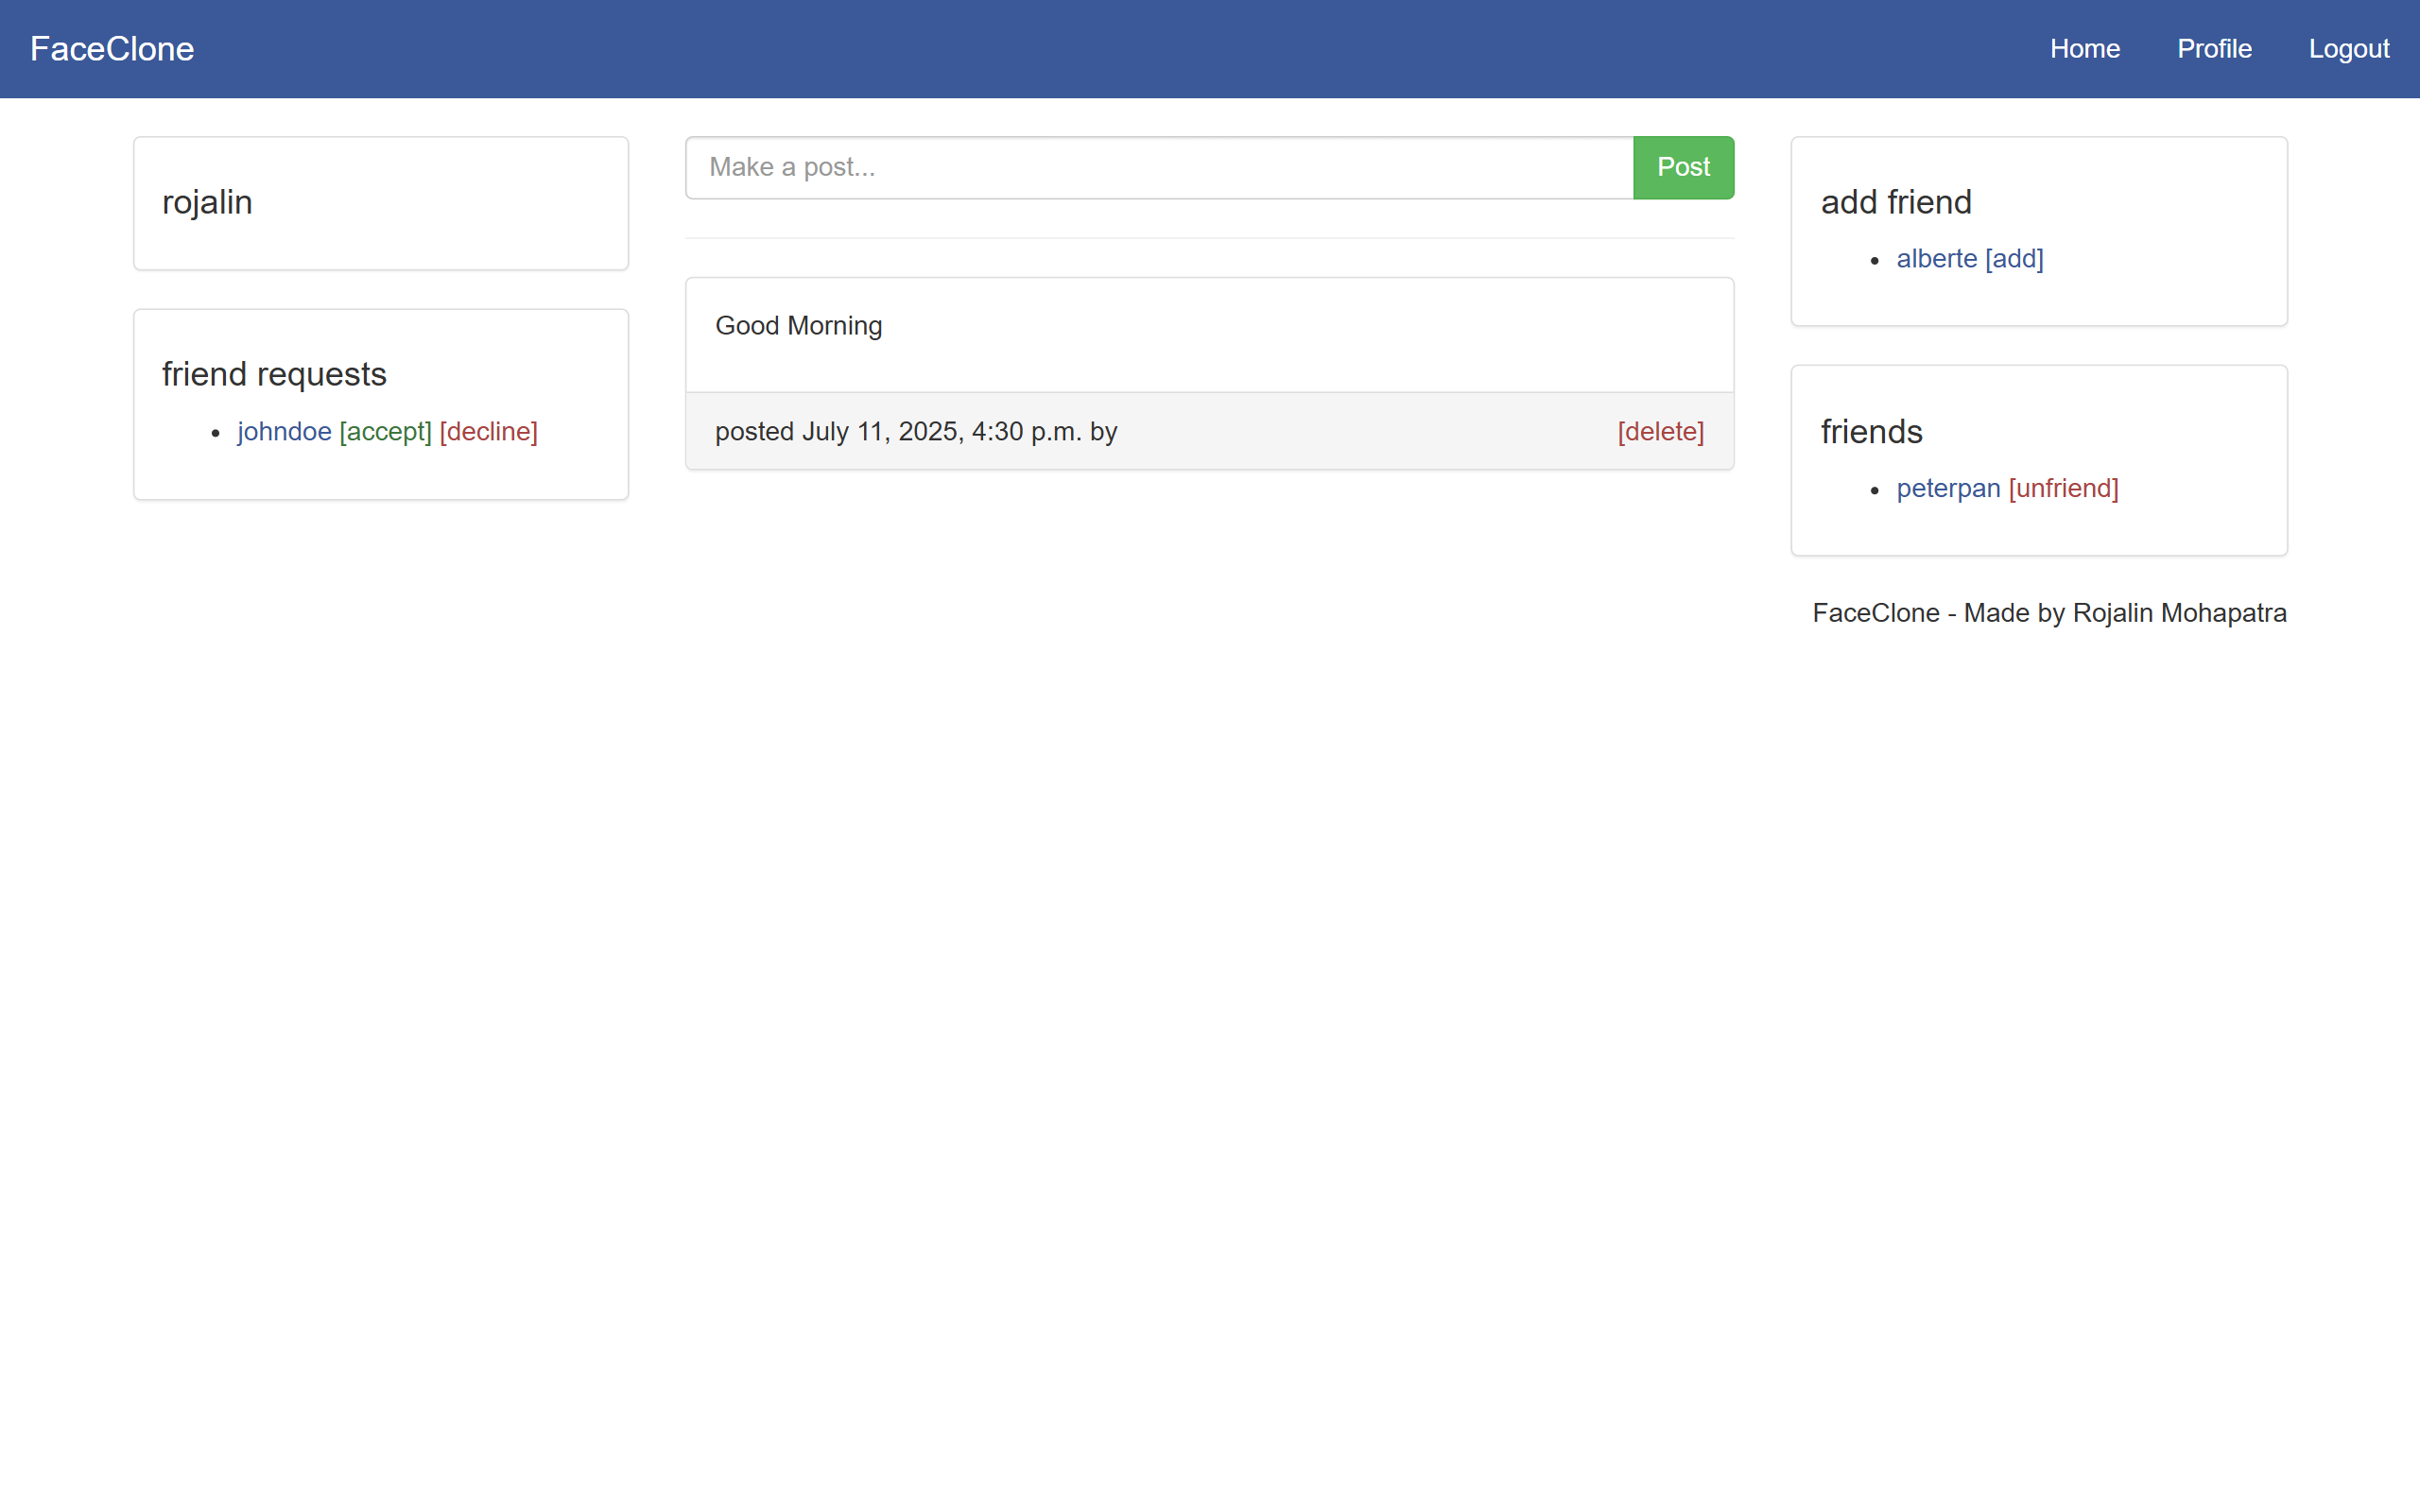 FaceClone
Home Profile Logout
rojalin
friend requests
johndoe [accept] [decline]
Make a post...
Post
Good Morning
posted July 11, 2025, 4:30 p.m. by
[delete]
add friend
alberte [add]
friends
peterpan [unfriend]
FaceClone - Made by Rojalin Mohapatra